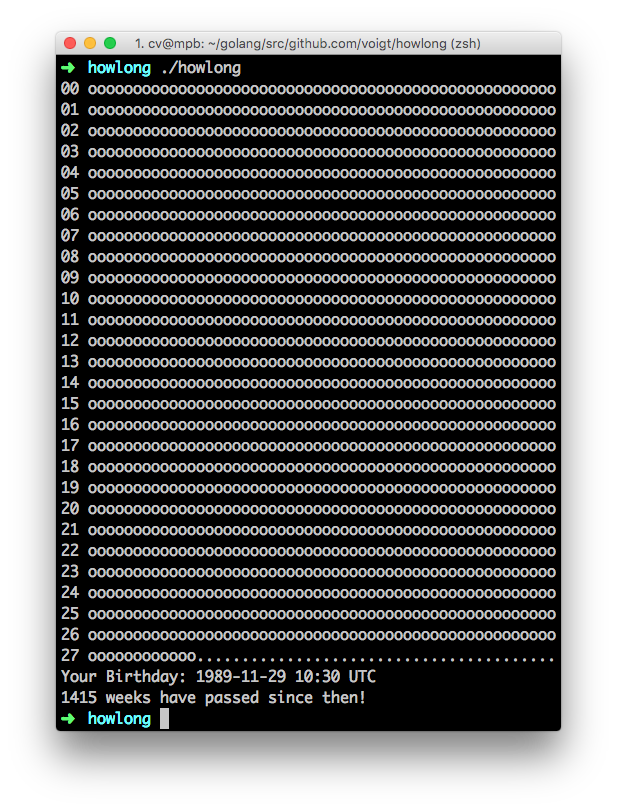 1. cv@mpb: ~/golang/src/github.com/voigt/howlong (zsh)
➜ howlong ./howlong
00 oooooooooooooooooooooooooooooooooooooooooooooooooooo
01 oooooooooooooooooooooooooooooooooooooooooooooooooooo
02 oooooooooooooooooooooooooooooooooooooooooooooooooooo
03 oooooooooooooooooooooooooooooooooooooooooooooooooooo
04 oooooooooooooooooooooooooooooooooooooooooooooooooooo
05 oooooooooooooooooooooooooooooooooooooooooooooooooooo
06 oooooooooooooooooooooooooooooooooooooooooooooooooooo
07 oooooooooooooooooooooooooooooooooooooooooooooooooooo
08 oooooooooooooooooooooooooooooooooooooooooooooooooooo
09 oooooooooooooooooooooooooooooooooooooooooooooooooooo
10 oooooooooooooooooooooooooooooooooooooooooooooooooooo
11 oooooooooooooooooooooooooooooooooooooooooooooooooooo
12 oooooooooooooooooooooooooooooooooooooooooooooooooooo
13 oooooooooooooooooooooooooooooooooooooooooooooooooooo
14 oooooooooooooooooooooooooooooooooooooooooooooooooooo
15 oooooooooooooooooooooooooooooooooooooooooooooooooooo
16 oooooooooooooooooooooooooooooooooooooooooooooooooooo
17 oooooooooooooooooooooooooooooooooooooooooooooooooooo
18 oooooooooooooooooooooooooooooooooooooooooooooooooooo
19 oooooooooooooooooooooooooooooooooooooooooooooooooooo
20 oooooooooooooooooooooooooooooooooooooooooooooooooooo
21 oooooooooooooooooooooooooooooooooooooooooooooooooooo
22 oooooooooooooooooooooooooooooooooooooooooooooooooooo
23 oooooooooooooooooooooooooooooooooooooooooooooooooooo
24 oooooooooooooooooooooooooooooooooooooooooooooooooooo
25 oooooooooooooooooooooooooooooooooooooooooooooooooooo
26 oooooooooooooooooooooooooooooooooooooooooooooooooooo
27 oooooooooooo........................................
Your Birthday: 1989-11-29 10:30 UTC
1415 weeks have passed since then!
➜ howlong